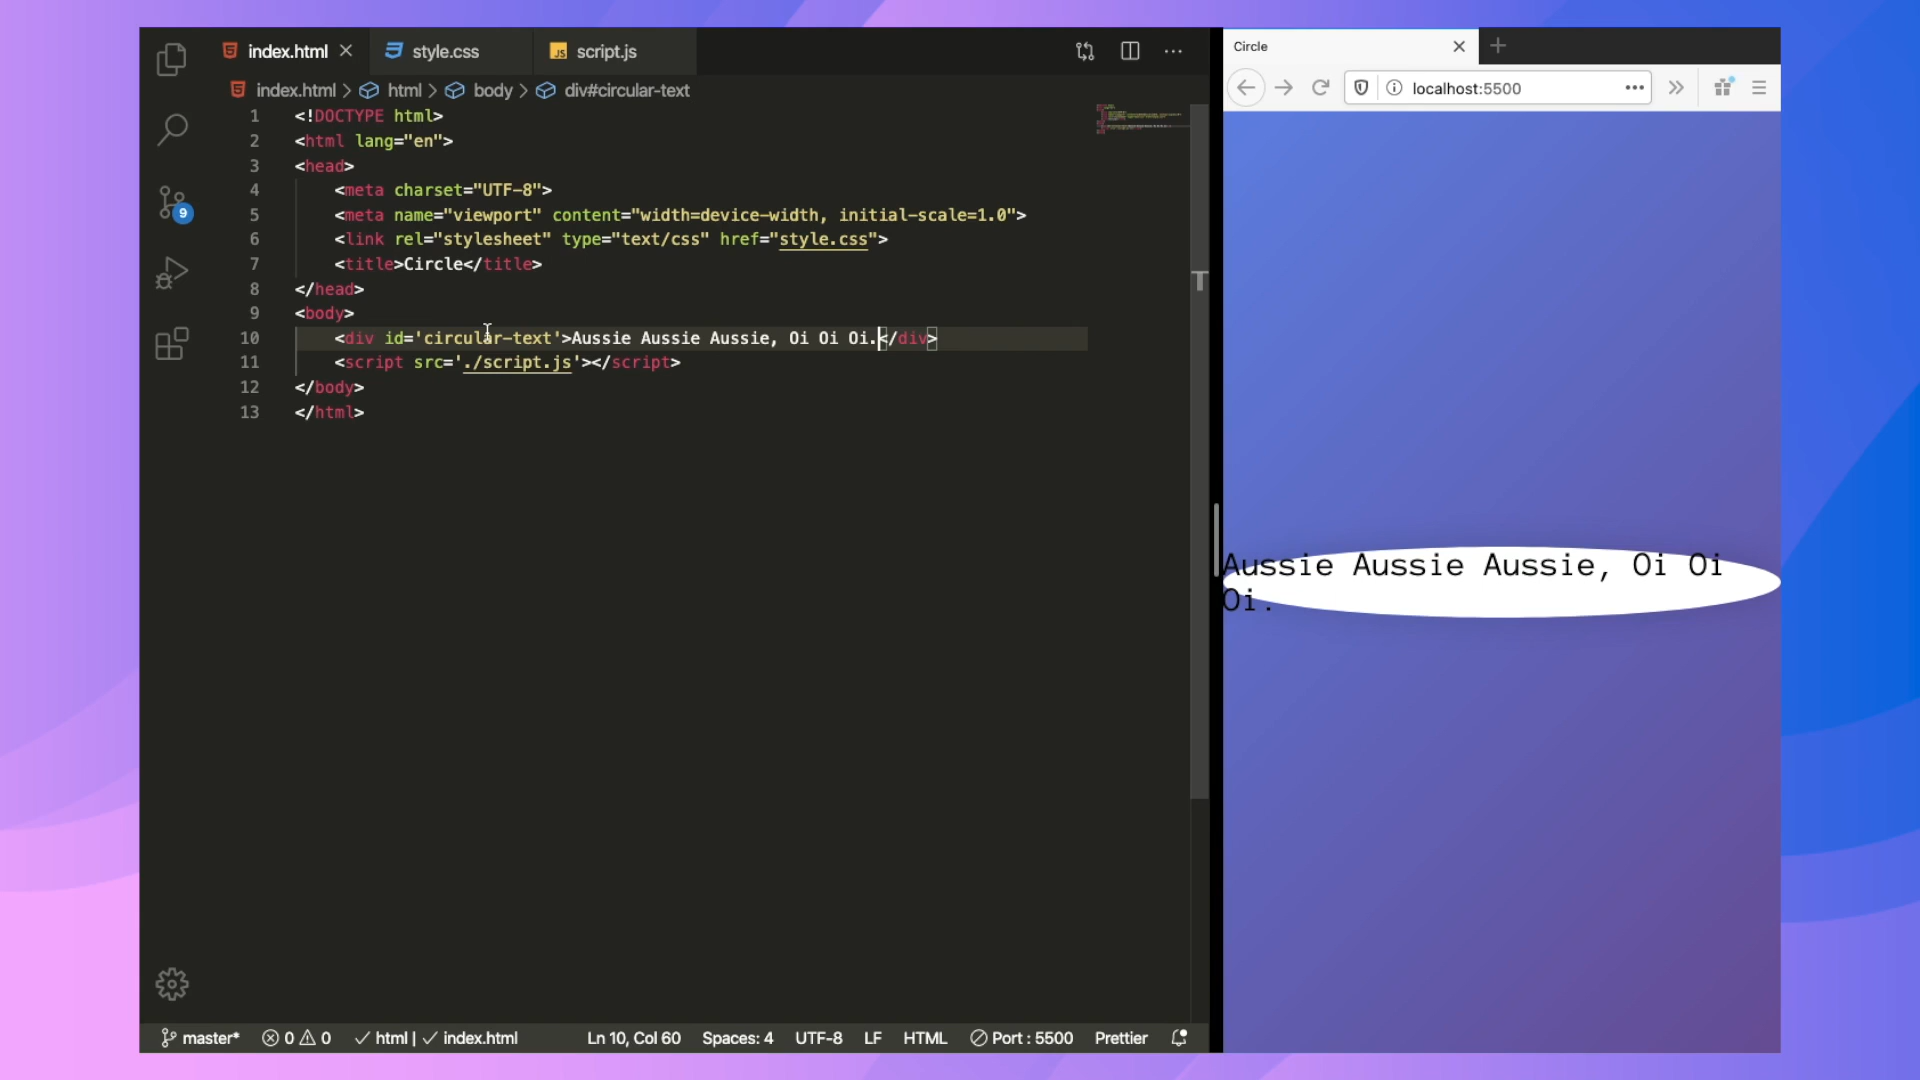 index.html
style.css
script.js
index.html > html > body > div#circular-text
1 <!DOCTYPE html>
2 <html lang="en">
3 <head>
4 <meta charset="UTF-8">
5 <meta name="viewport" content="width=device-width, initial-scale=1.0">
6 <link rel="stylesheet" type="text/css" href="style.css">
7 <title>Circle</title>
8 </head>
9 <body>
10 <div id='circular-text'>Aussie Aussie Aussie, Oi Oi Oi.</div>
11 <script src='./script.js'></script>
12 </body>
13 </html>
9
master* 0 0 html | index.html Ln 10, Col 60 Spaces: 4 UTF-8 LF HTML Port : 5500 Prettier
Circle
localhost:5500
Aussie Aussie Aussie, Oi Oi
Oi.